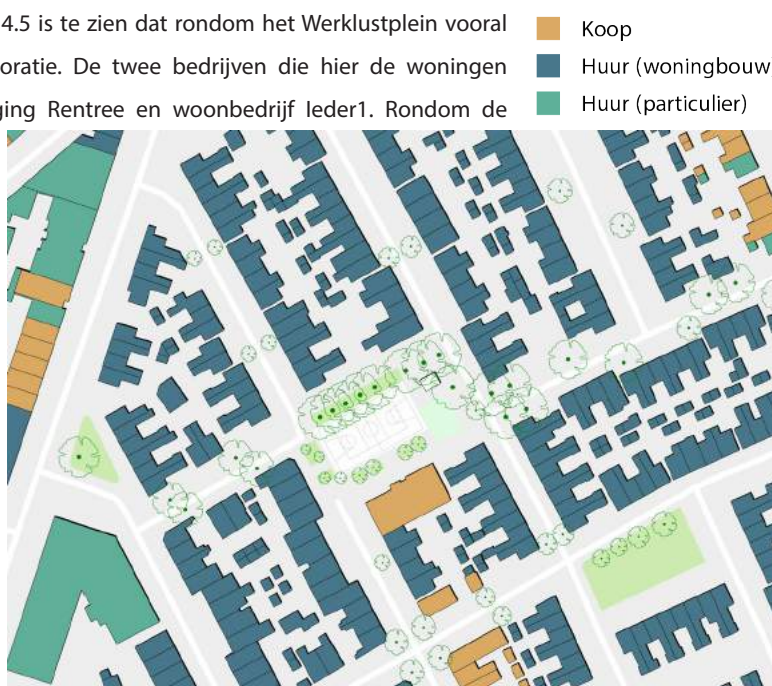 4.5 is te zien dat rondom het Werklustplein vooral
oratie. De twee bedrijven die hier de woningen
ging Rentree en woonbedrijf Ieder1. Rondom de
Koop
Huur (woningbouw
Huur (particulier)